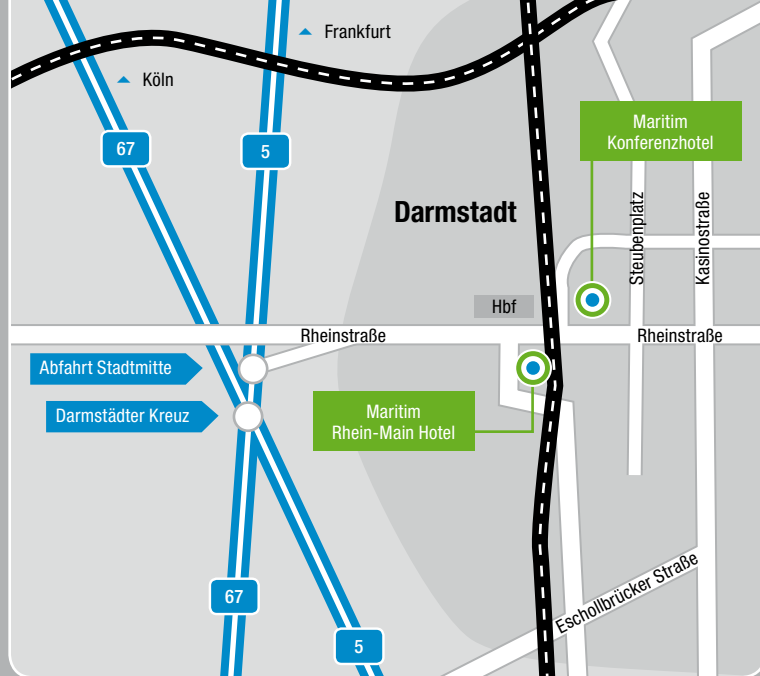 Frankfurt
Köln
67
5
Maritim
Konferenzhotel
Darmstadt
Steubenplatz
Kasinostraße
Hbf
Rheinstraße
Rheinstraße
Abfahrt Stadtmitte
Darmstädter Kreuz
Maritim
Rhein-Main Hotel
Eschollbrücker Straße
67
5